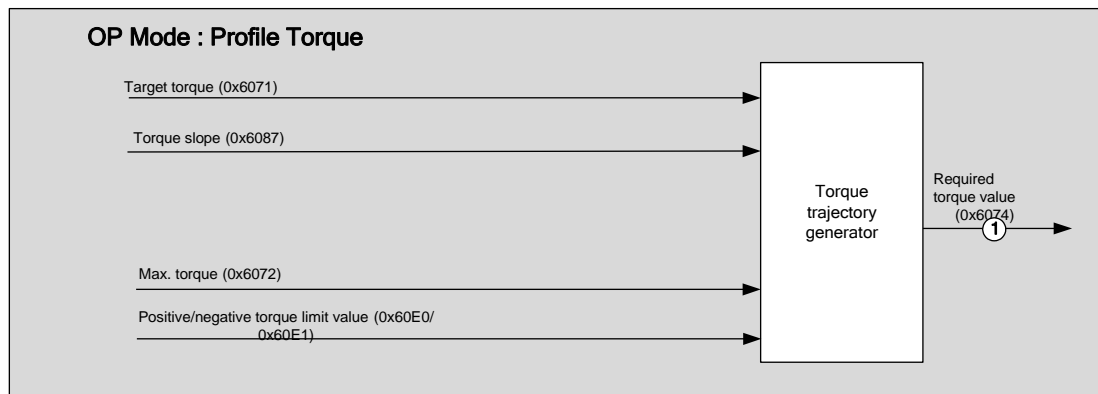 OP Mode : Profile Torque
Target torque (0x6071)
Torque slope (0x6087)
Torque
trajectory
generator
Required
torque value
(0x6074)
1
Max. torque (0x6072)
Positive/negative torque limit value (0x60E0/
0x60E1)